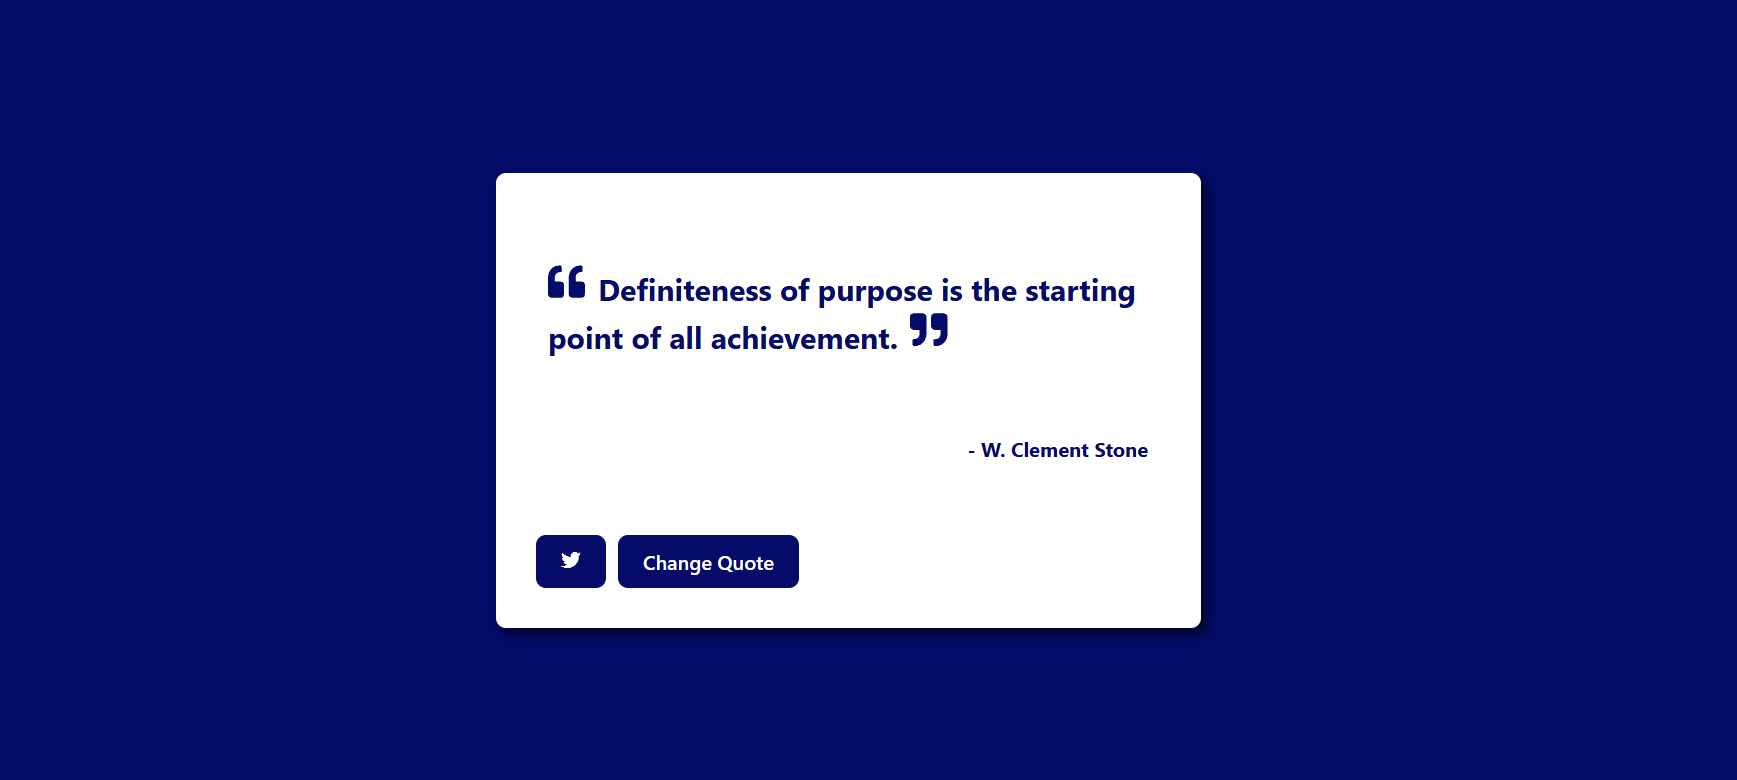 ❝ Definiteness of purpose is the starting
point of all achievement. ❞
- W. Clement Stone
Change Quote